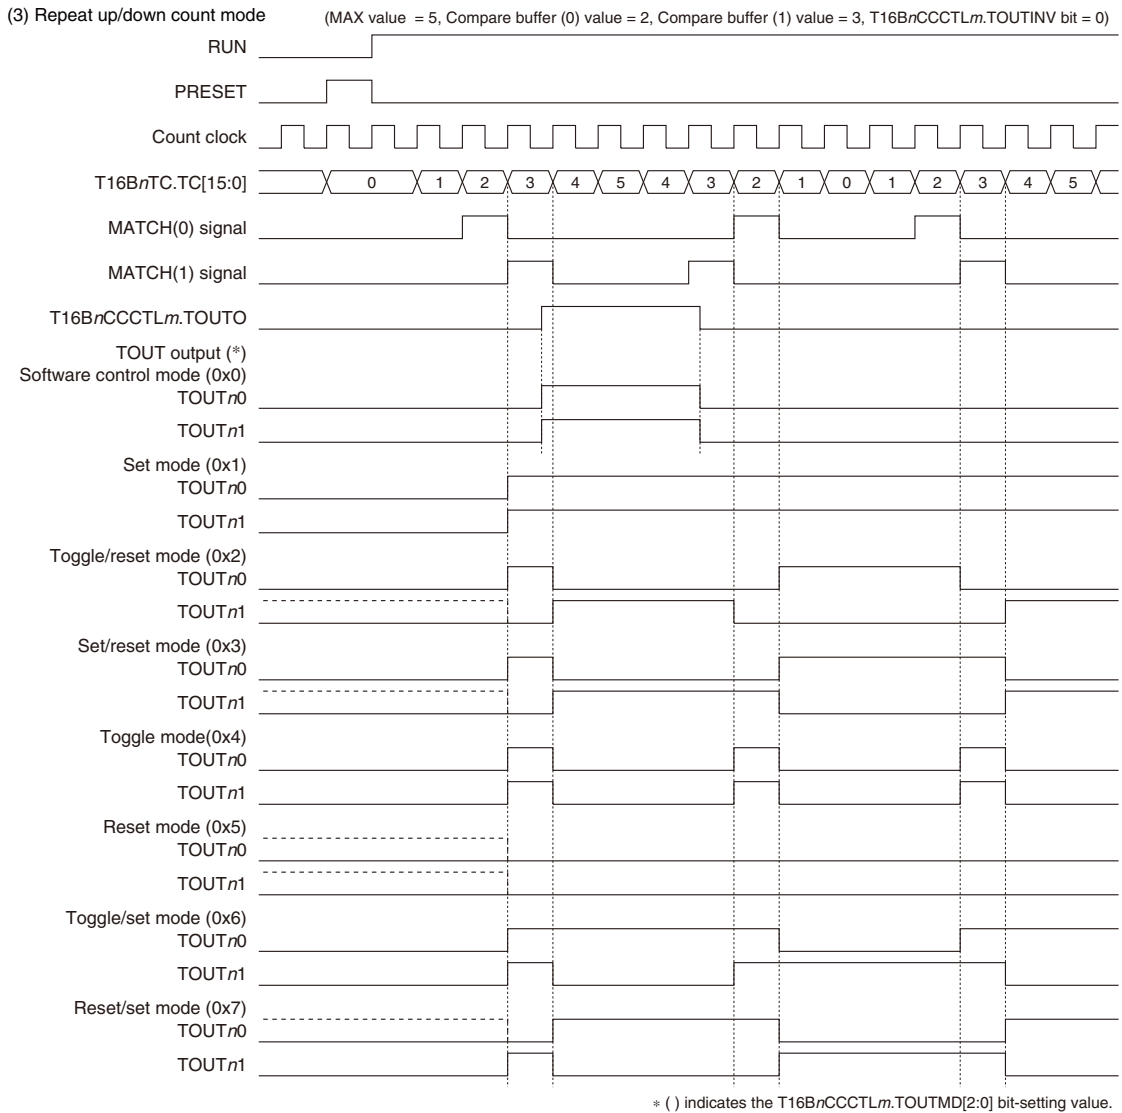 (3) Repeat up/down count mode (MAX value = 5, Compare buffer (0) value = 2, Compare buffer (1) value = 3, T16BnCCCTLm.TOUTINV bit = 0)
RUN
PRESET
Count clock
T16BnTC.TC[15:0] 0 1 2 3 4 5 4 3 2 1 0 1 2 3 4 5
MATCH(0) signal
MATCH(1) signal
T16BnCCCTLm.TOUTO
TOUT output (*)
Software control mode (0x0)
TOUTn0
TOUTn1
Set mode (0x1)
TOUTn0
TOUTn1
Toggle/reset mode (0x2)
TOUTn0
TOUTn1
Set/reset mode (0x3)
TOUTn0
TOUTn1
Toggle mode(0x4)
TOUTn0
TOUTn1
Reset mode (0x5)
TOUTn0
TOUTn1
Toggle/set mode (0x6)
TOUTn0
TOUTn1
Reset/set mode (0x7)
TOUTn0
TOUTn1
* ( ) indicates the T16BnCCCTLm.TOUTMD[2:0] bit-setting value.